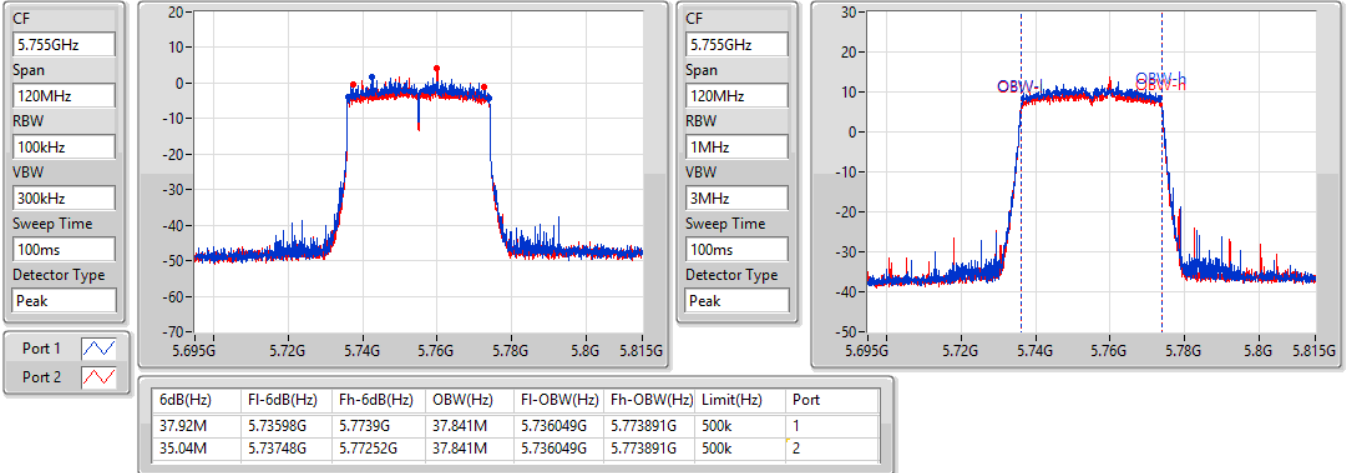 CF
5.755GHz
Span
120MHz
RBW
100kHz
VBW
300kHz
Sweep Time
100ms
Detector Type
Peak
Port 1
Port 2
20
10
0
-10
-20
-30
-40
-50
-60
-70
5.695G 5.72G 5.74G 5.76G 5.78G 5.8G 5.815G
CF
5.755GHz
Span
120MHz
RBW
1MHz
VBW
3MHz
Sweep Time
100ms
Detector Type
Peak
30
20
10
0
-10
-20
-30
-40
-50
OBW-l OBW-h
OBW-h
5.695G 5.72G 5.74G 5.76G 5.78G 5.8G 5.815G
6dB(Hz) Fl-6dB(Hz) Fh-6dB(Hz) OBW(Hz) Fl-OBW(Hz) Fh-OBW(Hz) Limit(Hz) Port
37.92M 5.73598G 5.7739G 37.841M 5.736049G 5.773891G 500k 1
35.04M 5.73748G 5.77252G 37.841M 5.736049G 5.773891G 500k 2